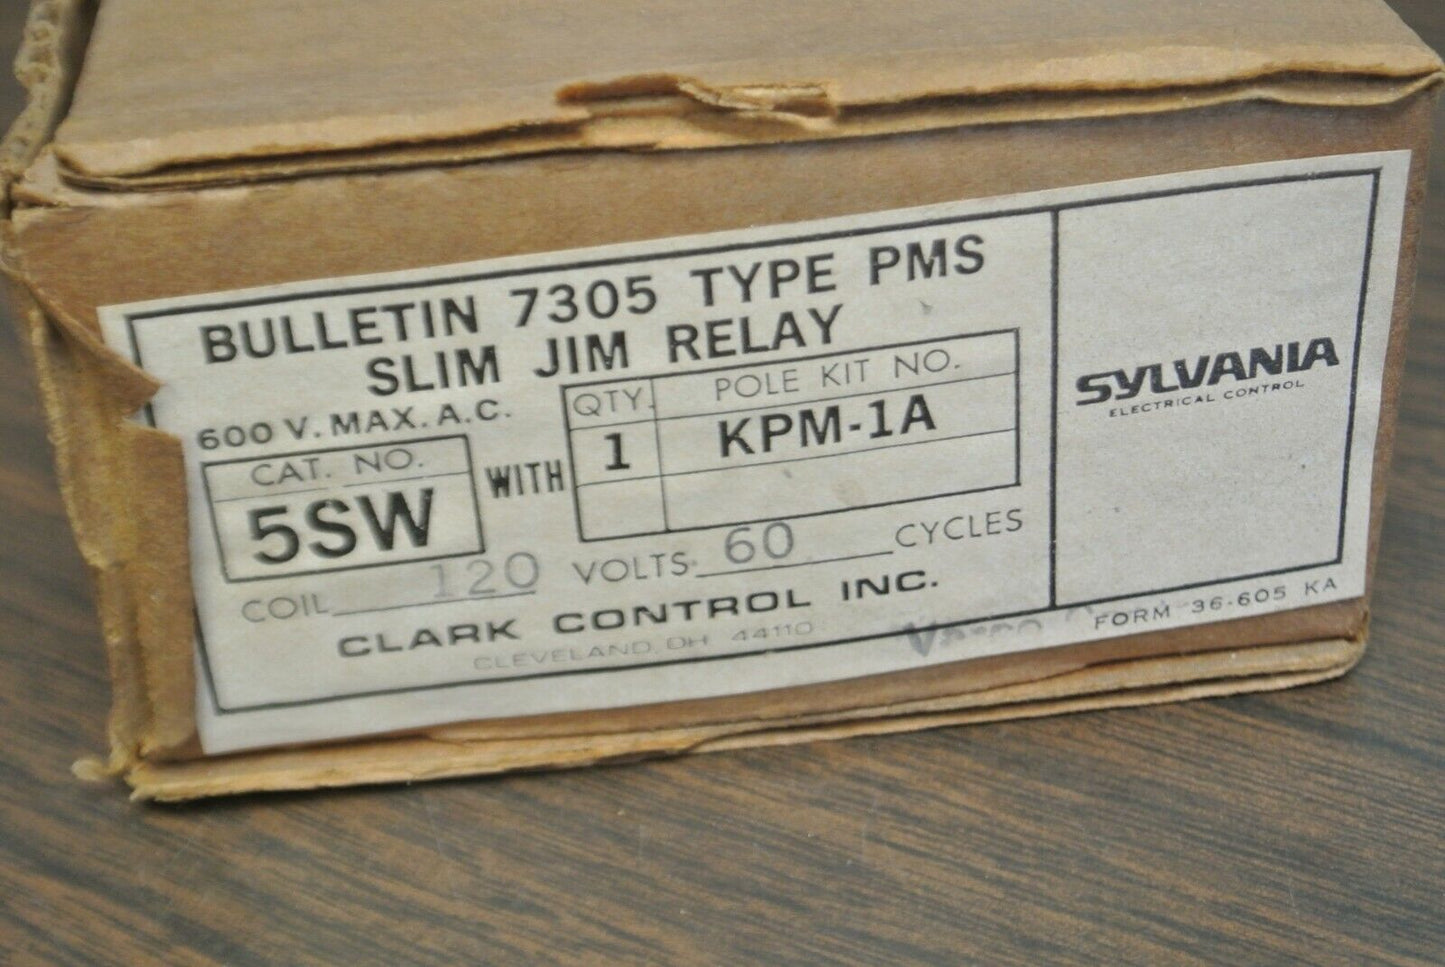 BULLETIN 7305 TYPE PMS
SLIM JIM RELAY
600 V. MAX. A.C.
CAT. NO.
5SW
WITH
QTY. POLE KIT NO.
1 KPM-1A
COIL 120 VOLTS 60 CYCLES
CLARK CONTROL INC.
CLEVELAND, OH 44110
SYLVANIA
ELECTRICAL CONTROL
FORM 36-605 KA